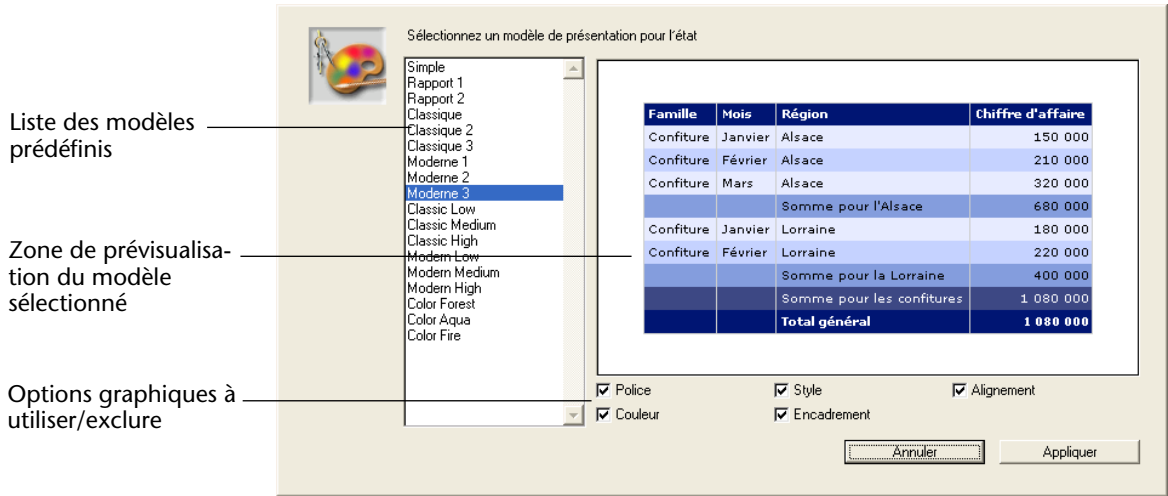 Sélectionnez un modèle de présentation pour l'état
Liste des modèles
prédéfinis
Zone de prévisualisa-
tion du modèle
sélectionné
Options graphiques à
utiliser/exclure
Simple
Rapport 1
Rapport 2
Classique
Classique 2
Classique 3
Moderne 1
Moderne 2
Moderne 3
Classic Low
Classic Medium
Classic High
Modern Low
Modern Medium
Modern High
Color Forest
Color Aqua
Color Fire
Famille Mois Région Chiffre d'affaire
Confiture Janvier Alsace 150 000
Confiture Février Alsace 210 000
Confiture Mars Alsace 320 000
Somme pour l'Alsace 680 000
Confiture Janvier Lorraine 180 000
Confiture Février Lorraine 220 000
Somme pour la Lorraine 400 000
Somme pour les confitures 1 080 000
Total général 1 080 000
Police Style Alignement
Couleur Encadrement
Annuler Appliquer